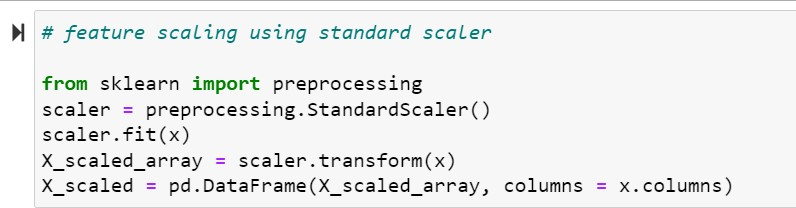 # feature scaling using standard scaler
from sklearn import preprocessing
scaler = preprocessing.StandardScaler()
scaler.fit(x)
X_scaled_array = scaler.transform(x)
X_scaled = pd.DataFrame(X_scaled_array, columns = x.columns)